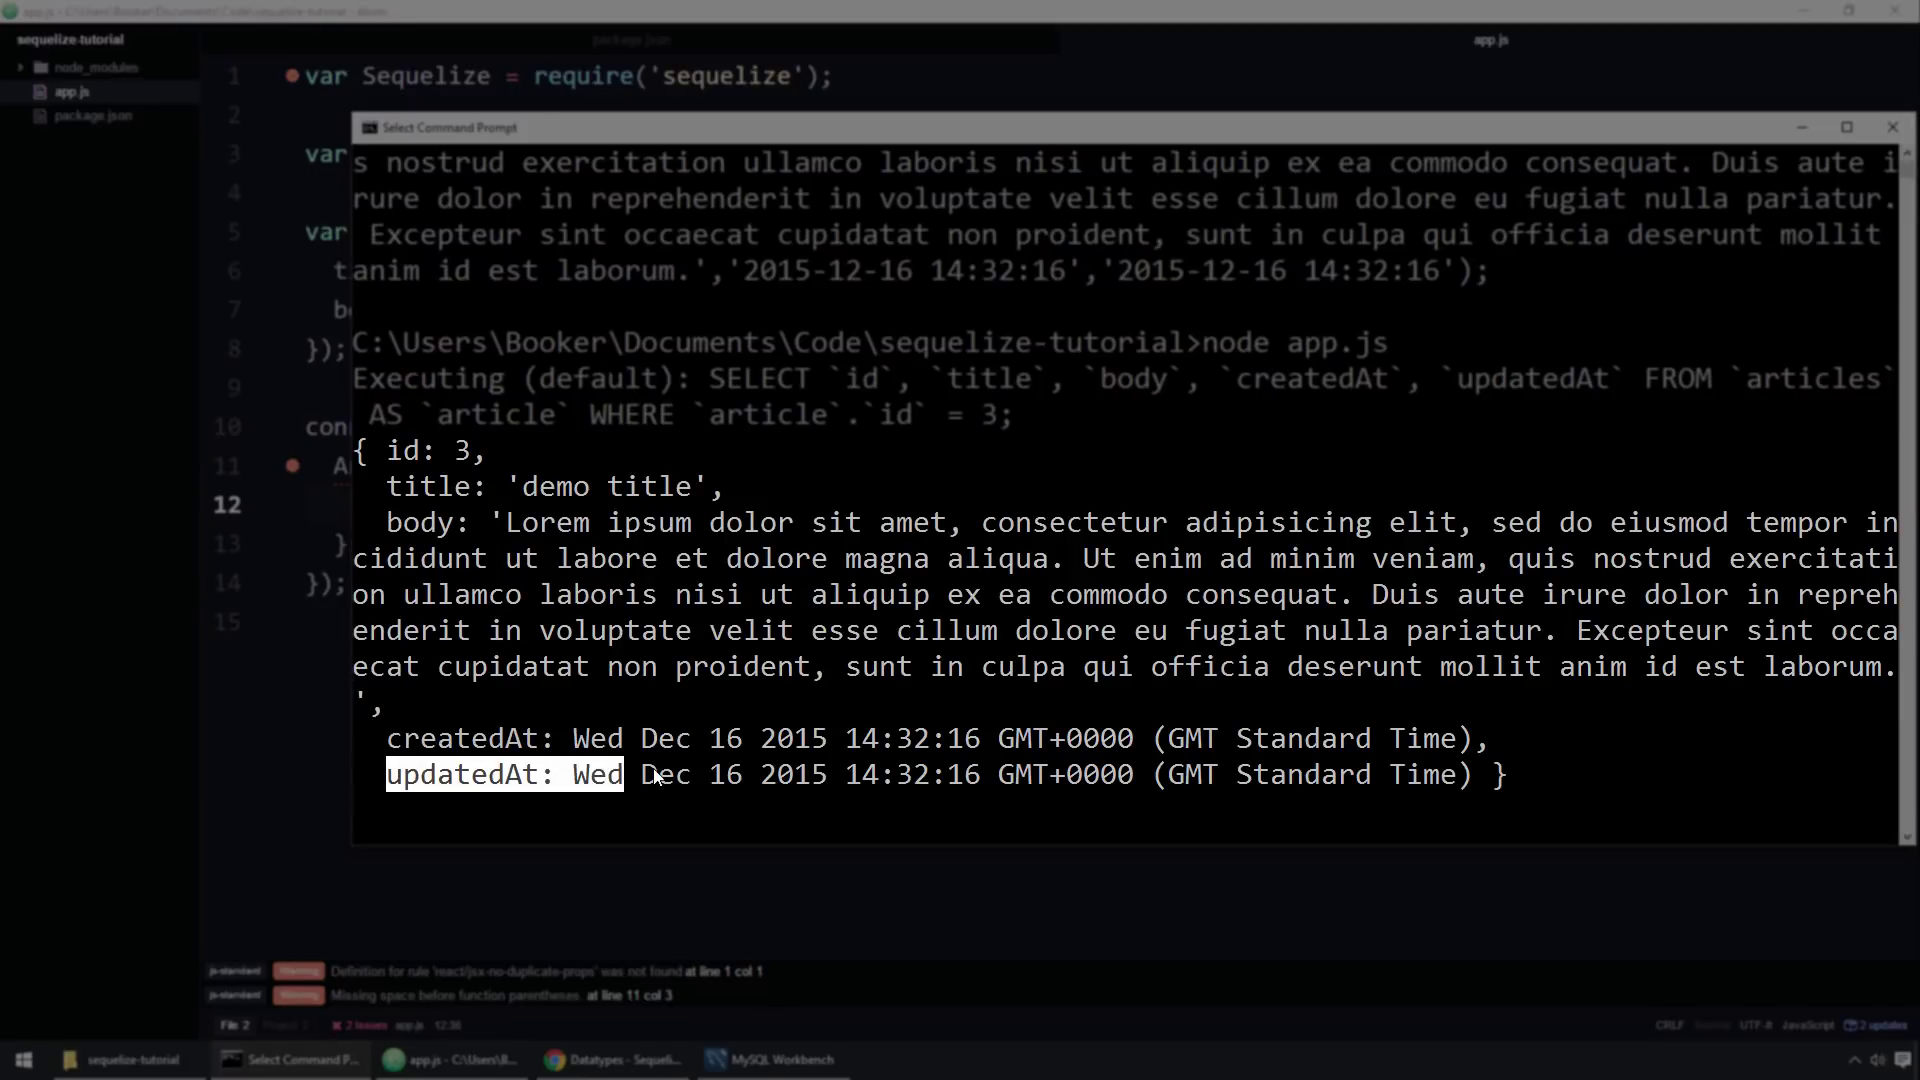 app.js - C:\Users\Booker\Documents\Code\sequelize-tutorial - Atom
sequelize-tutorial
package.json
app.js
node_modules
app.js
package.json
1 var Sequelize = require('sequelize');
2
3 var
4
5 var
6 t
7 b
8 });
9
10 con
11 A
12
13 }
14 });
15
Select Command Prompt
s nostrud exercitation ullamco laboris nisi ut aliquip ex ea commodo consequat. Duis aute i
rure dolor in reprehenderit in voluptate velit esse cillum dolore eu fugiat nulla pariatur.
Excepteur sint occaecat cupidatat non proident, sunt in culpa qui officia deserunt mollit
anim id est laborum.','2015-12-16 14:32:16','2015-12-16 14:32:16');
C:\Users\Booker\Documents\Code\sequelize-tutorial>node app.js
Executing (default): SELECT `id`, `title`, `body`, `createdAt`, `updatedAt` FROM `articles`
AS `article` WHERE `article`.`id` = 3;
{ id: 3,
title: 'demo title',
body: 'Lorem ipsum dolor sit amet, consectetur adipisicing elit, sed do eiusmod tempor in
cididunt ut labore et dolore magna aliqua. Ut enim ad minim veniam, quis nostrud exercitati
on ullamco laboris nisi ut aliquip ex ea commodo consequat. Duis aute irure dolor in repreh
enderit in voluptate velit esse cillum dolore eu fugiat nulla pariatur. Excepteur sint occa
ecat cupidatat non proident, sunt in culpa qui officia deserunt mollit anim id est laborum.
',
createdAt: Wed Dec 16 2015 14:32:16 GMT+0000 (GMT Standard Time),
updatedAt: Wed Dec 16 2015 14:32:16 GMT+0000 (GMT Standard Time) }
js-standard Warning Definition for rule 'react/jsx-no-duplicate-props' was not found at line 1 col 1
js-standard Warning Missing space before function parentheses. at line 11 col 3
File 2 2 Issues app.js 12:36 CRLF UTF-8 JavaScript 2 updates
sequelize-tutorial Select Command P... app.js - C:\Users\B... Datatypes - Sequeli... MySQL Workbench